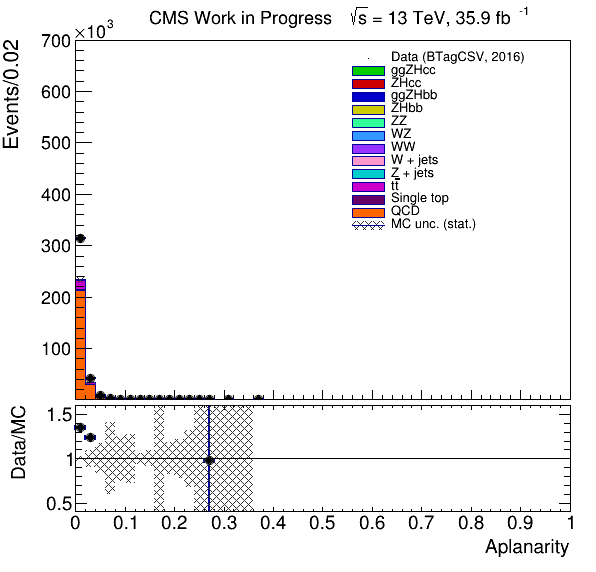 CMS Work in Progress √s = 13 TeV, 35.9 fb⁻¹
×10³
700
600
500
400
300
200
100
Events/0.02
Data (BTagCSV, 2016)
ggZHcc
ZHcc
ggZHbb
ZHbb
ZZ
WZ
WW
W + jets
Z + jets
tt̅
Single top
QCD
MC unc. (stat.)
1.5
1
0.5
Data/MC
0 0.1 0.2 0.3 0.4 0.5 0.6 0.7 0.8 0.9 1
Aplanarity